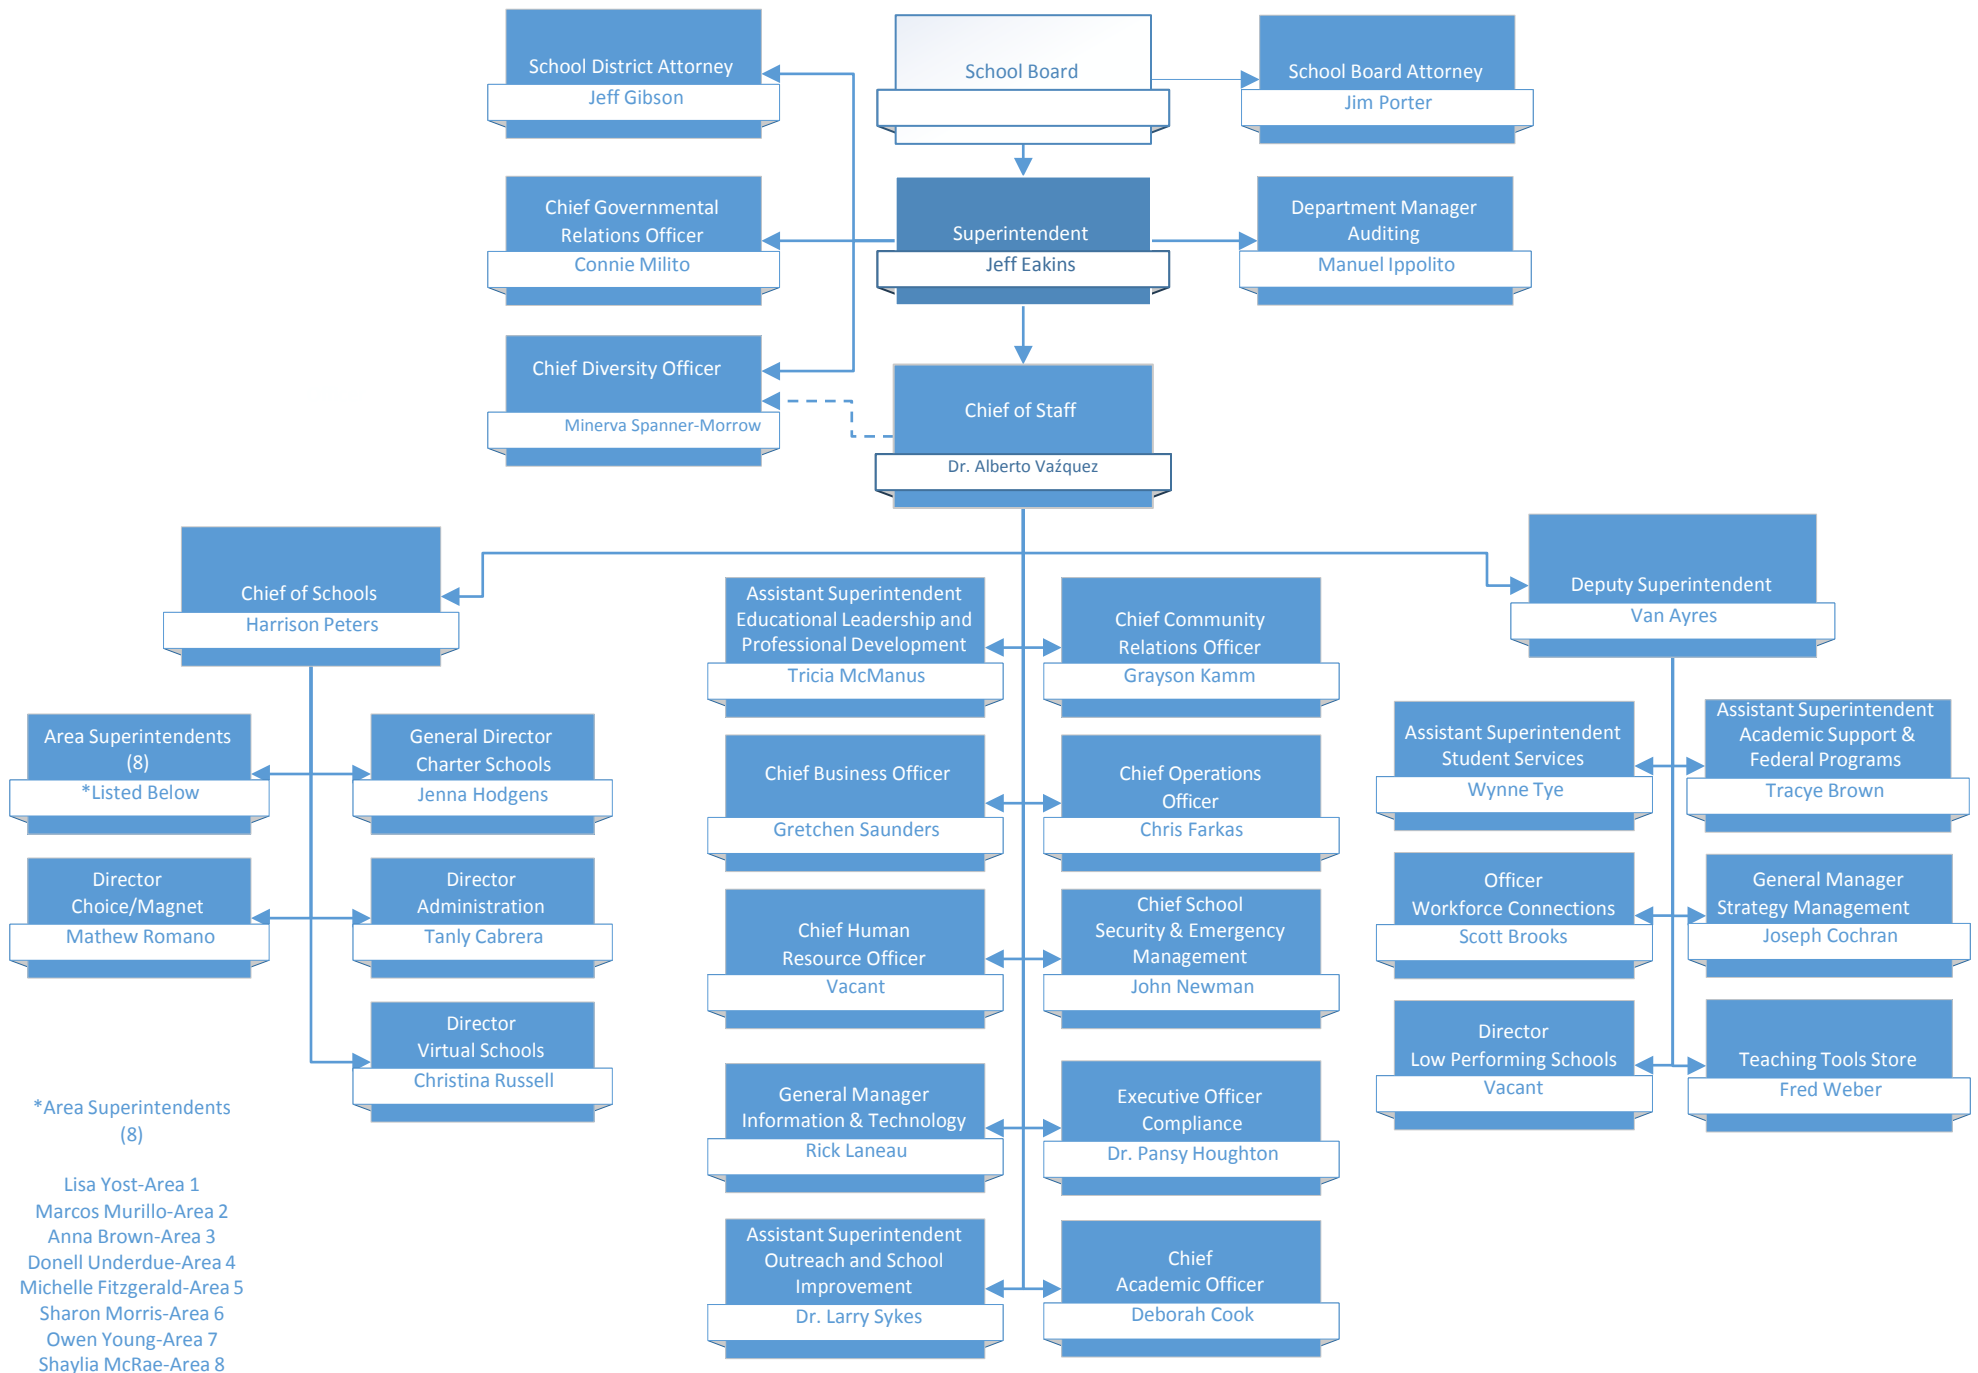 School District Attorney
Jeff Gibson
School Board
School Board Attorney
Jim Porter
Chief Governmental
Relations Officer
Connie Milito
Superintendent
Jeff Eakins
Department Manager
Auditing
Manuel Ippolito
Chief Diversity Officer
Minerva Spanner-Morrow
Chief of Staff
Dr. Alberto Vaźquez
Chief of Schools
Harrison Peters
Deputy Superintendent
Van Ayres
Area Superintendents
(8)
*Listed Below
General Director
Charter Schools
Jenna Hodgens
Director
Choice/Magnet
Mathew Romano
Director
Administration
Tanly Cabrera
Director
Virtual Schools
Christina Russell
*Area Superintendents
(8)
Lisa Yost-Area 1
Marcos Murillo-Area 2
Anna Brown-Area 3
Donell Underdue-Area 4
Michelle Fitzgerald-Area 5
Sharon Morris-Area 6
Owen Young-Area 7
Shaylia McRae-Area 8
Assistant Superintendent
Educational Leadership and
Professional Development
Tricia McManus
Chief Community
Relations Officer
Grayson Kamm
Chief Business Officer
Gretchen Saunders
Chief Operations
Officer
Chris Farkas
Chief Human
Resource Officer
Vacant
Chief School
Security & Emergency
Management
John Newman
General Manager
Information & Technology
Rick Laneau
Executive Officer
Compliance
Dr. Pansy Houghton
Assistant Superintendent
Outreach and School
Improvement
Dr. Larry Sykes
Chief
Academic Officer
Deborah Cook
Assistant Superintendent
Student Services
Wynne Tye
Assistant Superintendent
Academic Support &
Federal Programs
Tracye Brown
Officer
Workforce Connections
Scott Brooks
General Manager
Strategy Management
Joseph Cochran
Director
Low Performing Schools
Vacant
Teaching Tools Store
Fred Weber